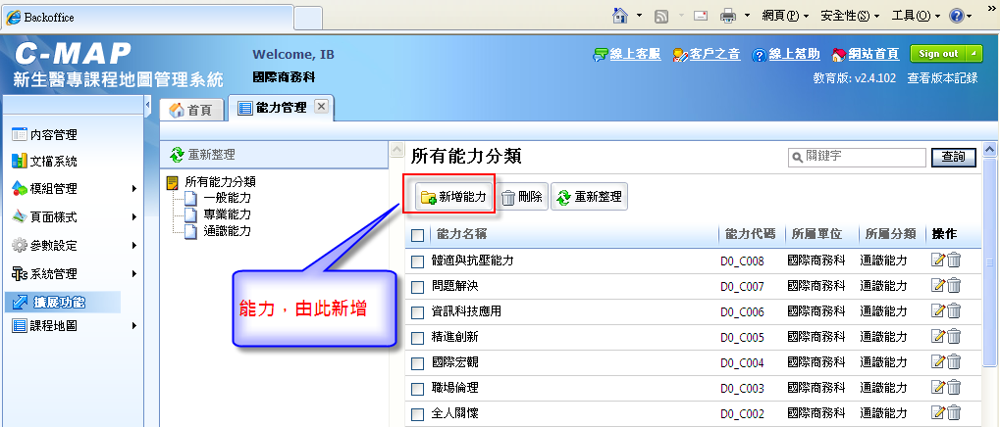 Backoffice
網頁(P)
安全性(S)
工具(O)
C-MAP
新生醫專課程地圖管理系統
Welcome, IB
國際商務科
線上客服
客戶之音
線上幫助
網站首頁
Sign out
教育版: v2.4.102
查看版本記錄
首頁
能力管理
內容管理
文檔系統
模組管理
頁面樣式
參數設定
系統管理
擴展功能
課程地圖
重新整理
所有能力分類
一般能力
專業能力
通識能力
能力，由此新增
所有能力分類
關鍵字
查詢
新增能力
刪除
重新整理
能力名稱 能力代碼 所屬單位 所屬分類 操作
體適與抗壓能力 D0_C008 國際商務科 通識能力
問題解決 D0_C007 國際商務科 通識能力
資訊科技應用 D0_C006 國際商務科 通識能力
精進創新 D0_C005 國際商務科 通識能力
國際宏觀 D0_C004 國際商務科 通識能力
職場倫理 D0_C003 國際商務科 通識能力
全人關懷 D0_C002 國際商務科 通識能力